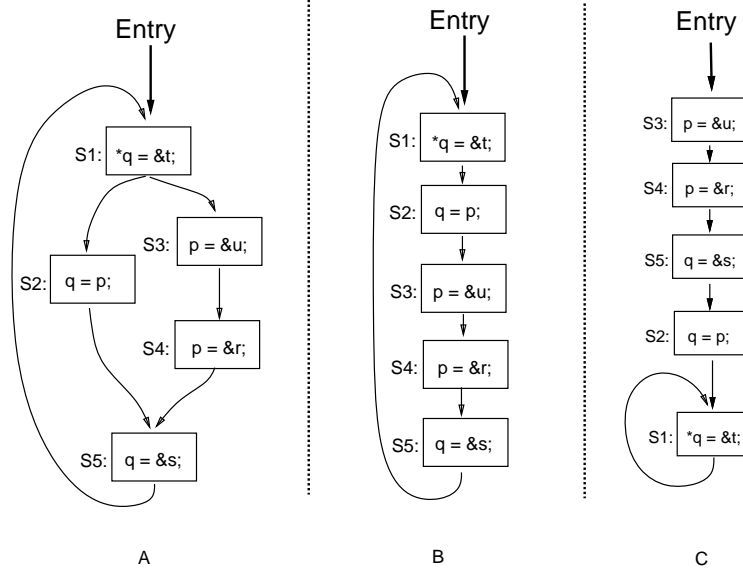 Entry
S1: *q = &t;
S3: p = &u;
S2: q = p;
S4: p = &r;
S5: q = &s;
A
Entry
S1: *q = &t;
S2: q = p;
S3: p = &u;
S4: p = &r;
S5: q = &s;
B
Entry
S3: p = &u;
S4: p = &r;
S5: q = &s;
S2: q = p;
S1: *q = &t;
C